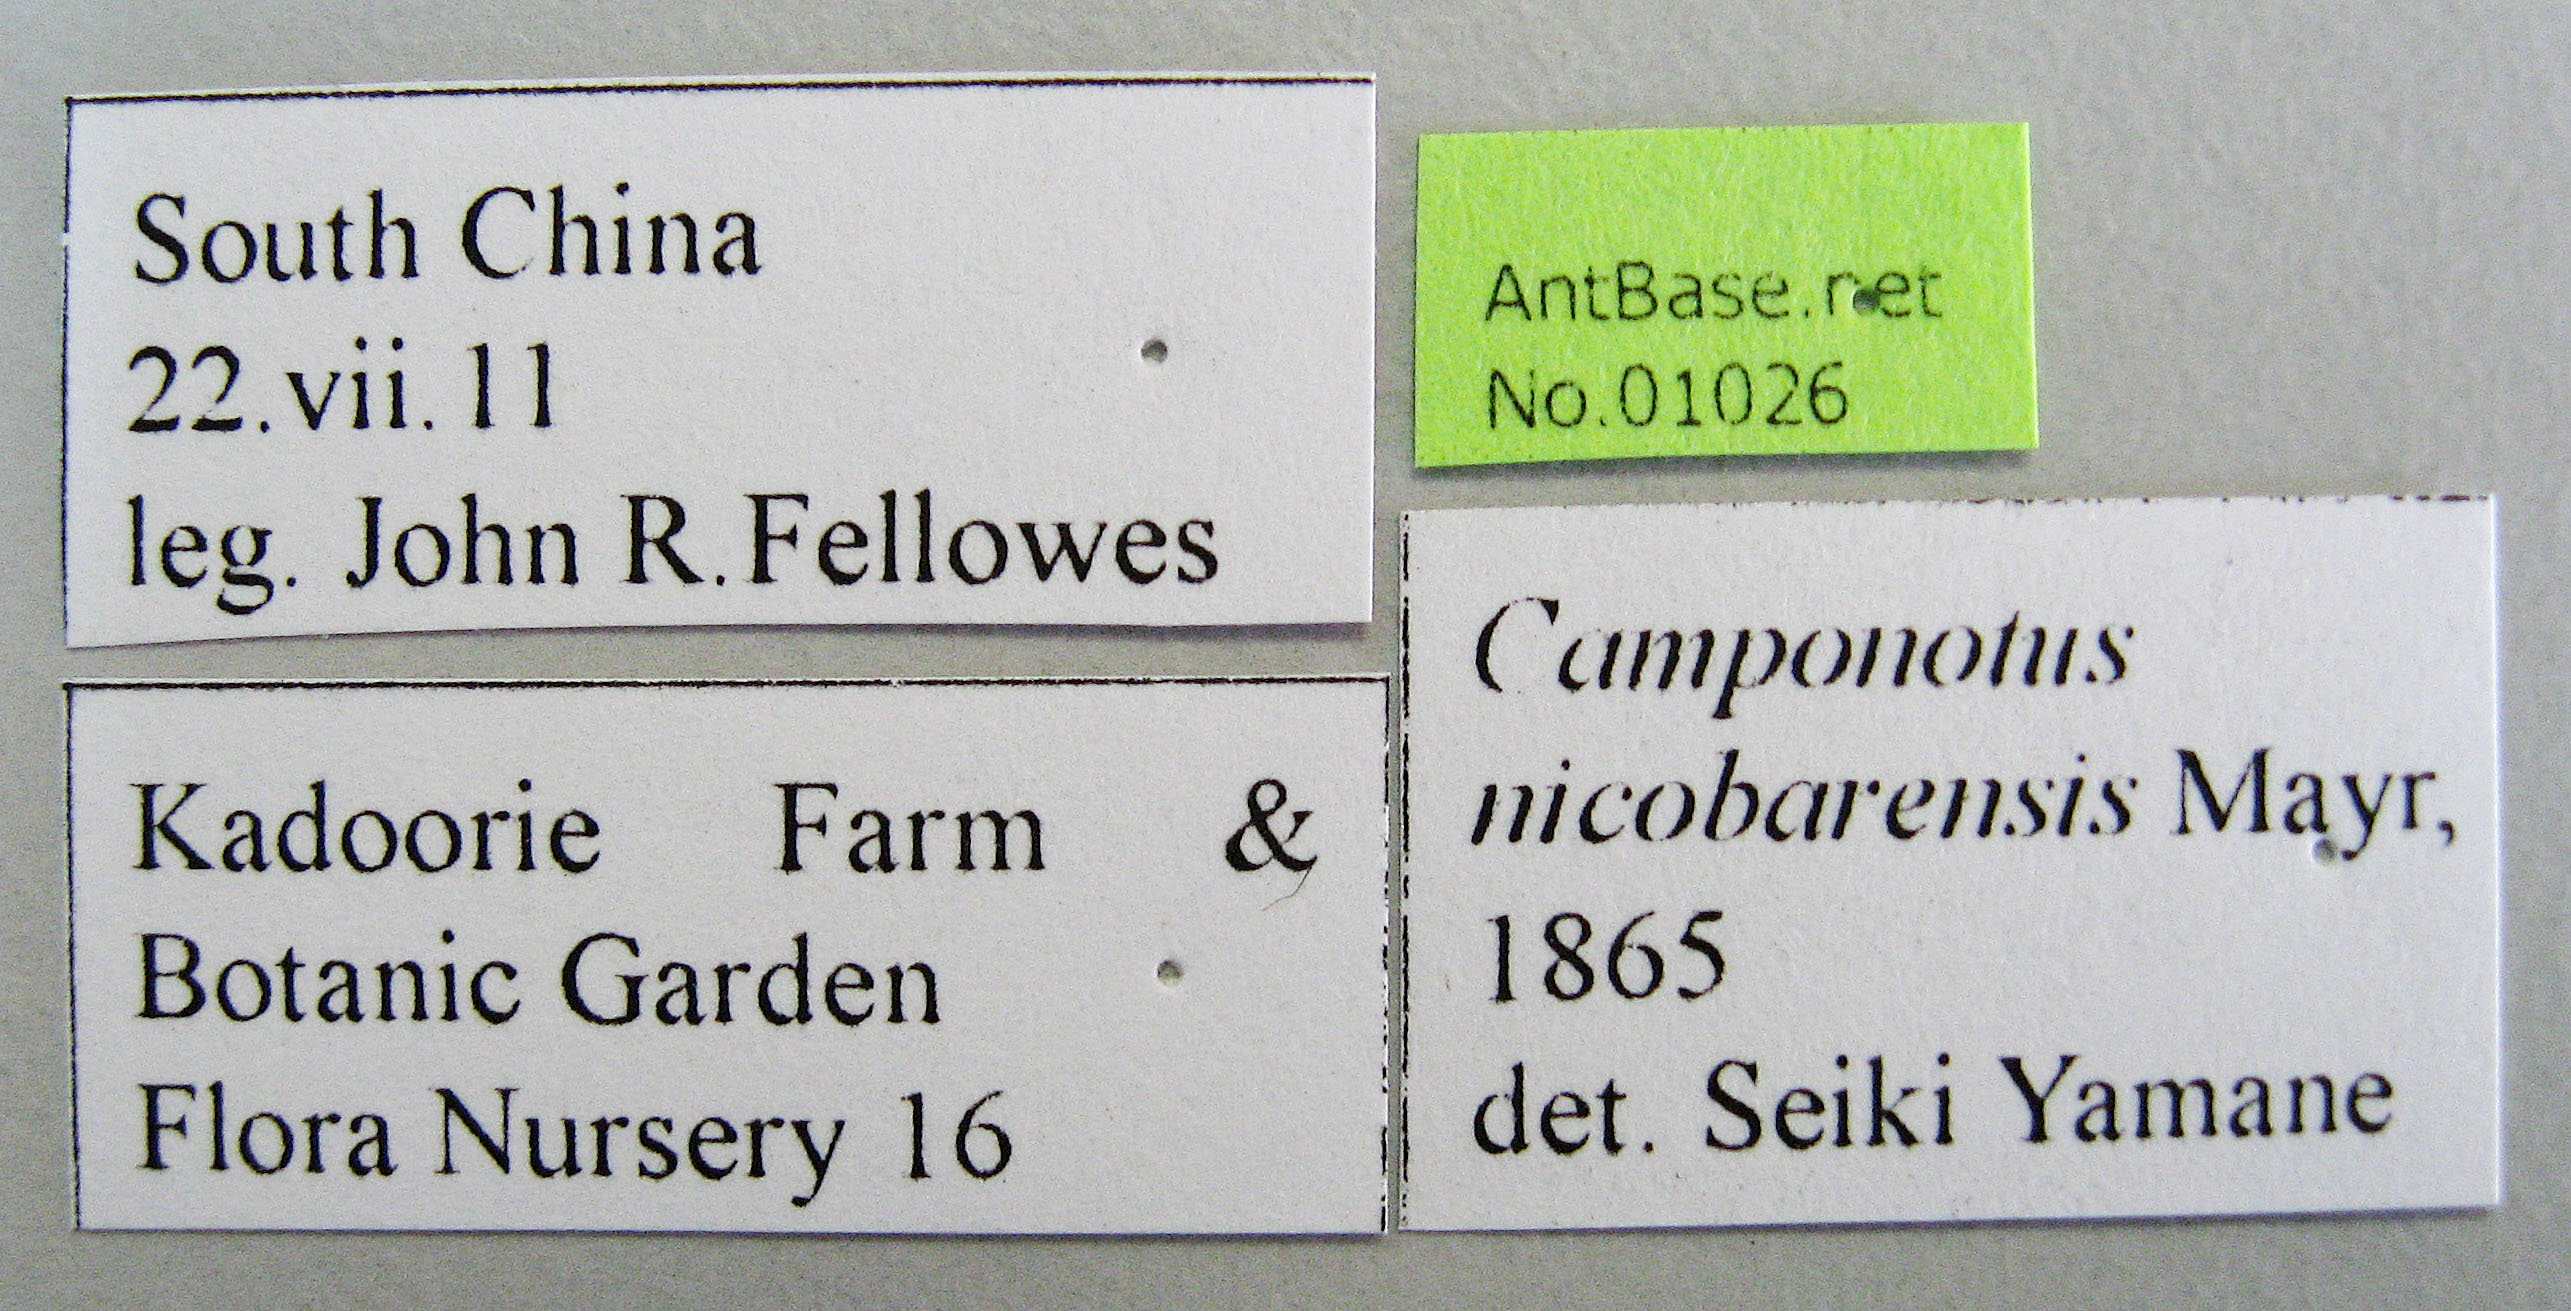 South China
22.vii.11
leg. John R.Fellowes
Kadoorie Farm &
Botanic Garden
Flora Nursery 16
AntBase.net
No.01026
Camponotus
nicobarensis Mayr,
1865
det. Seiki Yamane